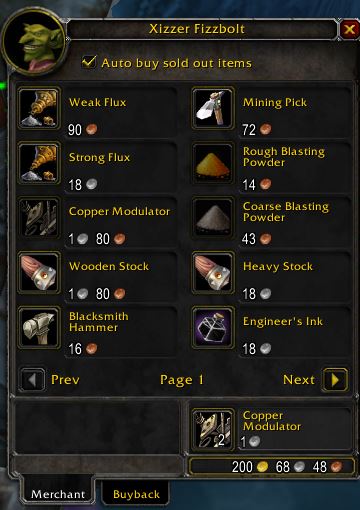 Xizzer Fizzbolt
Auto buy sold out items
Weak Flux
90
Mining Pick
72
Strong Flux
18
Rough Blasting
Powder
14
Copper Modulator
1 80
Coarse Blasting
Powder
43
Wooden Stock
1 80
Heavy Stock
18
Blacksmith
Hammer
16
Engineer's Ink
18
Prev
Page 1
Next
2
Copper
Modulator
1
200 68 48
Merchant
Buyback